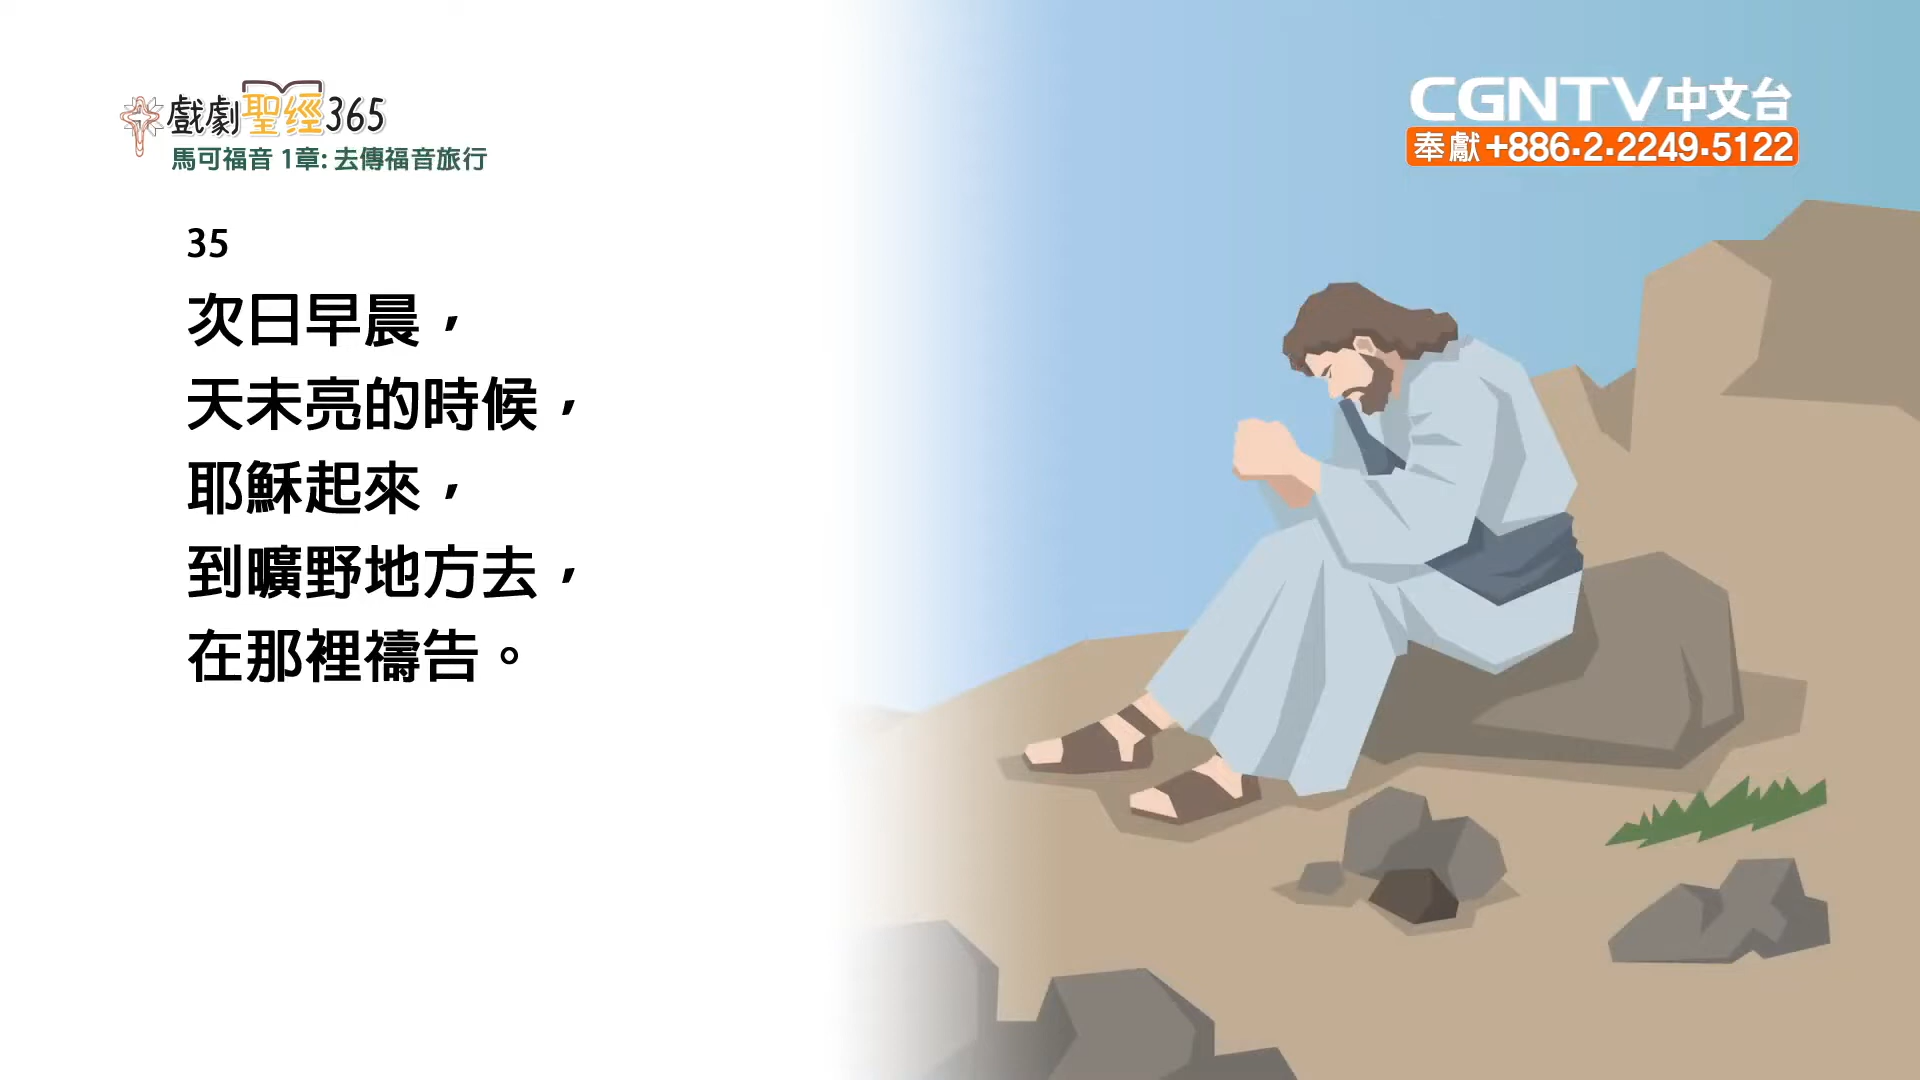 戲劇聖經365
馬可福音 1章: 去傳福音旅行
CGNTV中文台
奉獻 +886·2·2249·5122
35
次日早晨，
天未亮的時候，
耶穌起來，
到曠野地方去，
在那裡禱告。